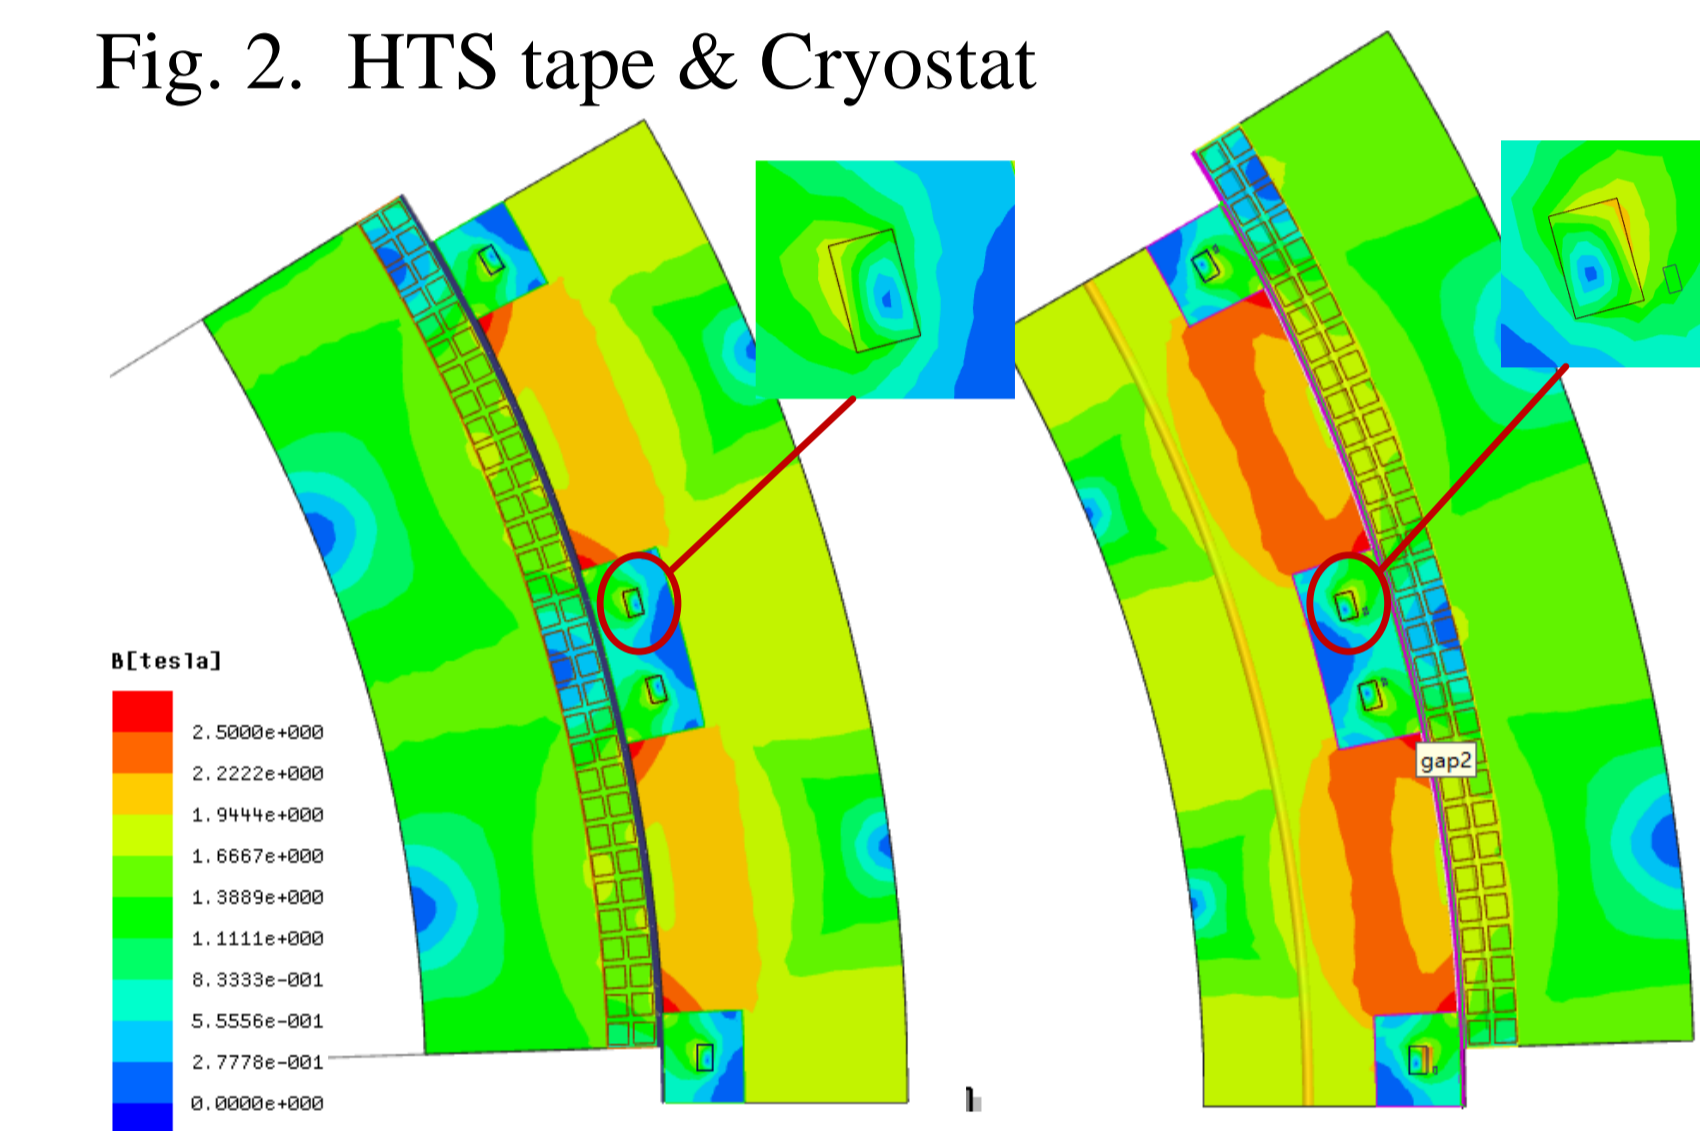 Fig. 2. HTS tape & Cryostat
B[tesla]
2.5000e+000
2.2222e+000
1.9444e+000
1.6667e+000
1.3889e+000
1.1111e+000
8.3333e-001
5.5556e-001
2.7778e-001
0.0000e+000
gap2